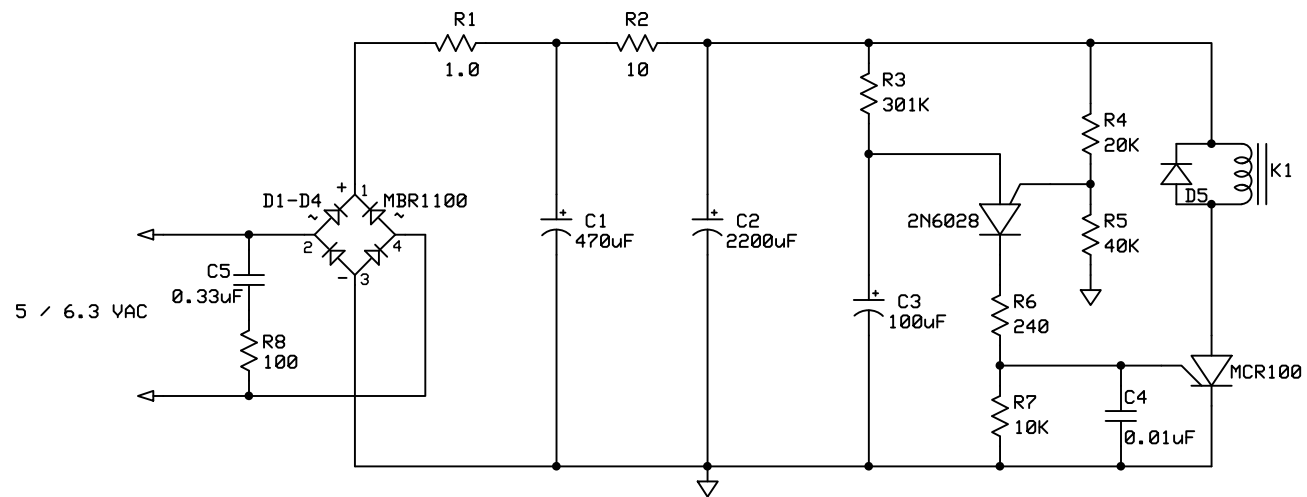 R1
1.0
R2
10
R3
301K
R4
20K
K1
D5
D1-D4
+
1
MBR1100
~
~
2
4
-
3
C5
0.33uF
5 / 6.3 VAC
R8
100
+
C1
470uF
+
C2
2200uF
2N6028
R5
40K
+
C3
100uF
R6
240
MCR100
R7
10K
C4
0.01uF